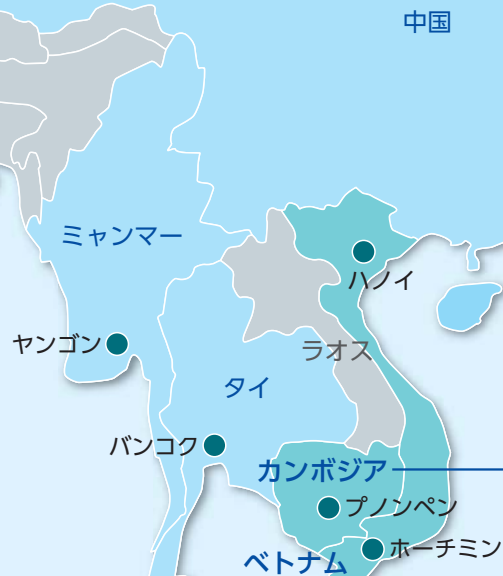 中国
ミャンマー
ハノイ
ヤンゴン
ラオス
タイ
バンコク
カンボジア
プノンペン
ホーチミン
ベトナム